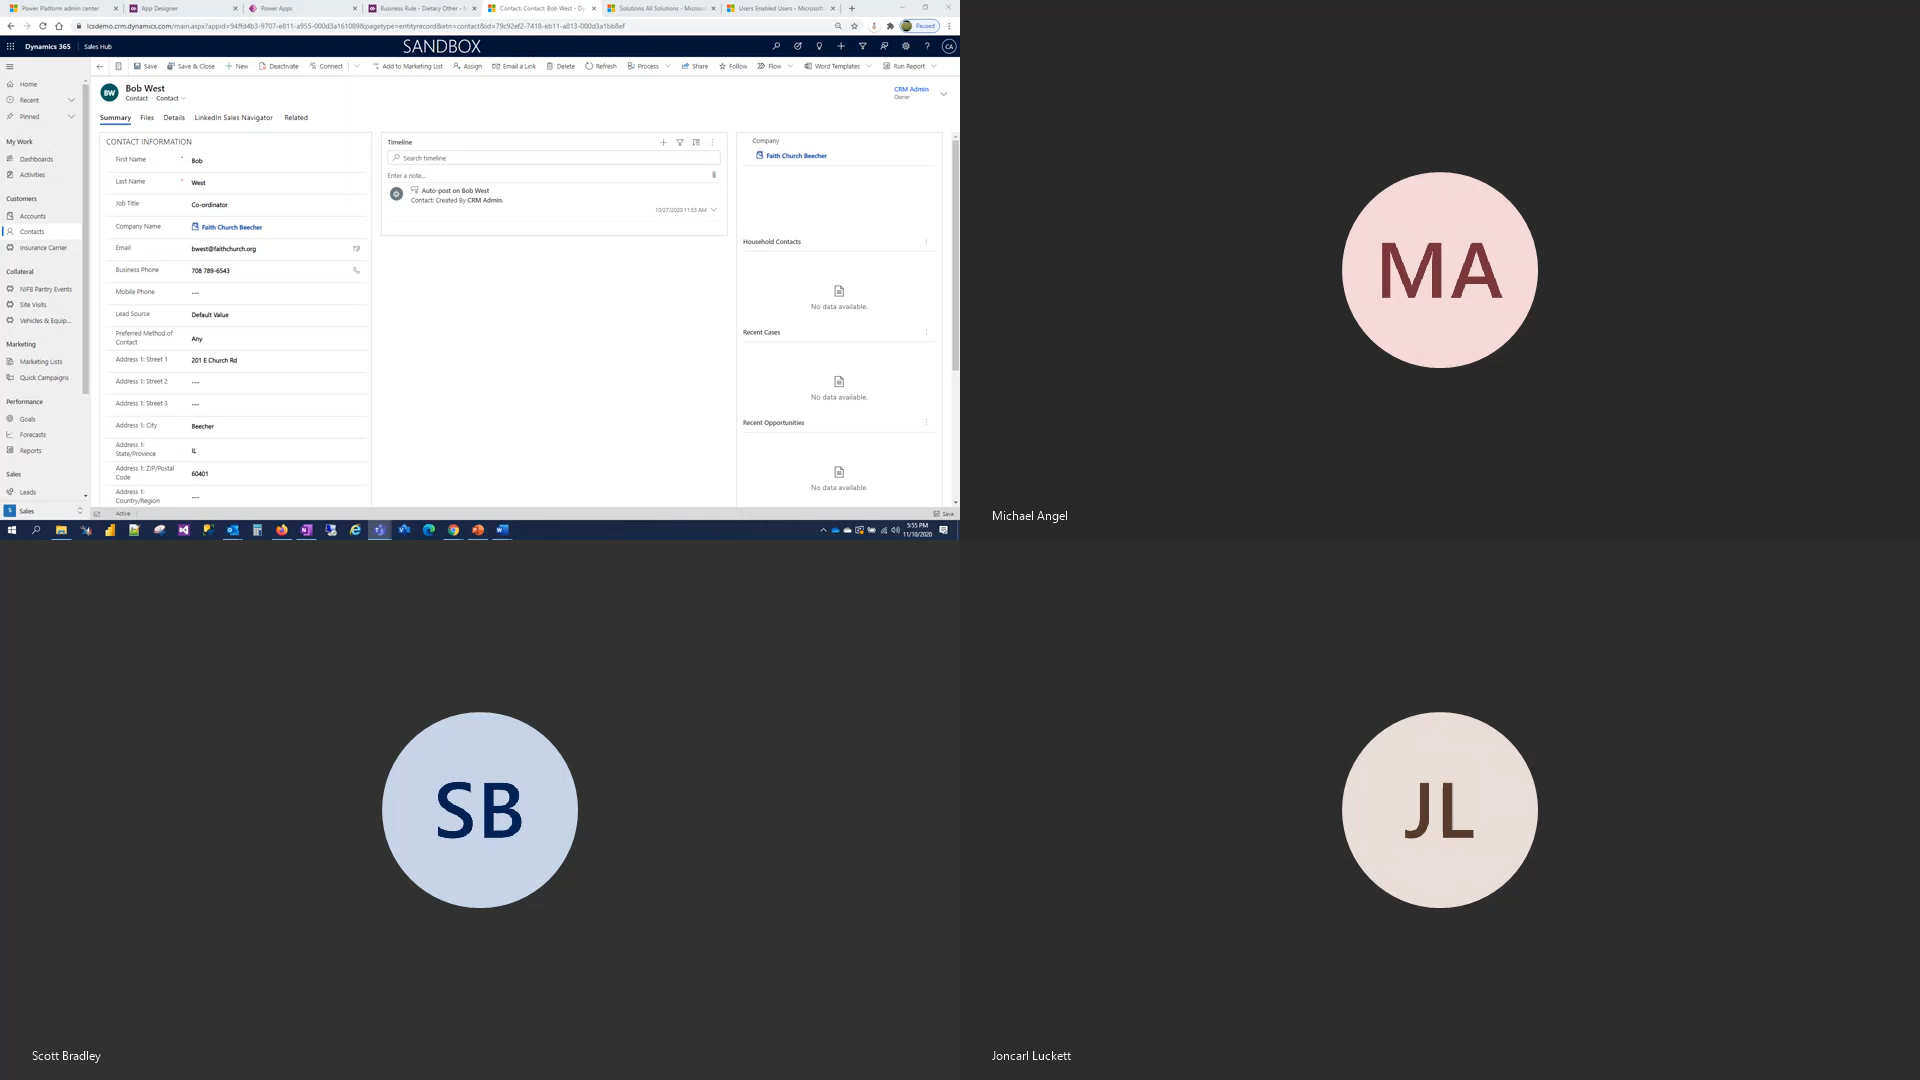 Power Platform admin center
App Designer
Power Apps
Business Rule - Dietary Other - M
Contact: Contact: Bob West - Dy
Solutions All Solutions - Micros
Users Enabled Users - Microsoft
lcsdemo.crm.dynamics.com/main.aspx?appid=94ffd4b3-9707-e811-a955-000d3a161089&pagetype=entityrecord&etn=contact&id=79c92ef2-7418-eb11-a813-000d3a1bb8ef
Paused
Dynamics 365
Sales Hub
SANDBOX
CA
Save
Save & Close
New
Deactivate
Connect
Add to Marketing List
Assign
Email a Link
Delete
Refresh
Process
Share
Follow
Flow
Word Templates
Run Report
Home
Recent
Pinned
My Work
Dashboards
Activities
Customers
Accounts
Contacts
Insurance Carrier
Collateral
NIFB Pantry Events
Site Visits
Vehicles & Equip...
Marketing
Marketing Lists
Quick Campaigns
Performance
Goals
Forecasts
Reports
Sales
Leads
S Sales
BW
Bob West
Contact · Contact
CRM Admin
Owner
Summary
Files
Details
LinkedIn Sales Navigator
Related
CONTACT INFORMATION
First Name * Bob
Last Name * West
Job Title Co-ordinator
Company Name Faith Church Beecher
Email bwest@faithchurch.org
Business Phone 708 789-6543
Mobile Phone ---
Lead Source Default Value
Preferred Method of
Contact Any
Address 1: Street 1 201 E Church Rd
Address 1: Street 2 ---
Address 1: Street 3 ---
Address 1: City Beecher
Address 1:
State/Province IL
Address 1: ZIP/Postal
Code 60401
Address 1:
Country/Region ---
Timeline
Search timeline
Enter a note...
Auto-post on Bob West
Contact: Created By CRM Admin.
10/27/2020 11:53 AM
Company
Faith Church Beecher
Household Contacts
No data available.
Recent Cases
No data available.
Recent Opportunities
No data available.
Active
Save
5:55 PM
11/10/2020
MA
Michael Angel
SB
Scott Bradley
JL
Joncarl Luckett